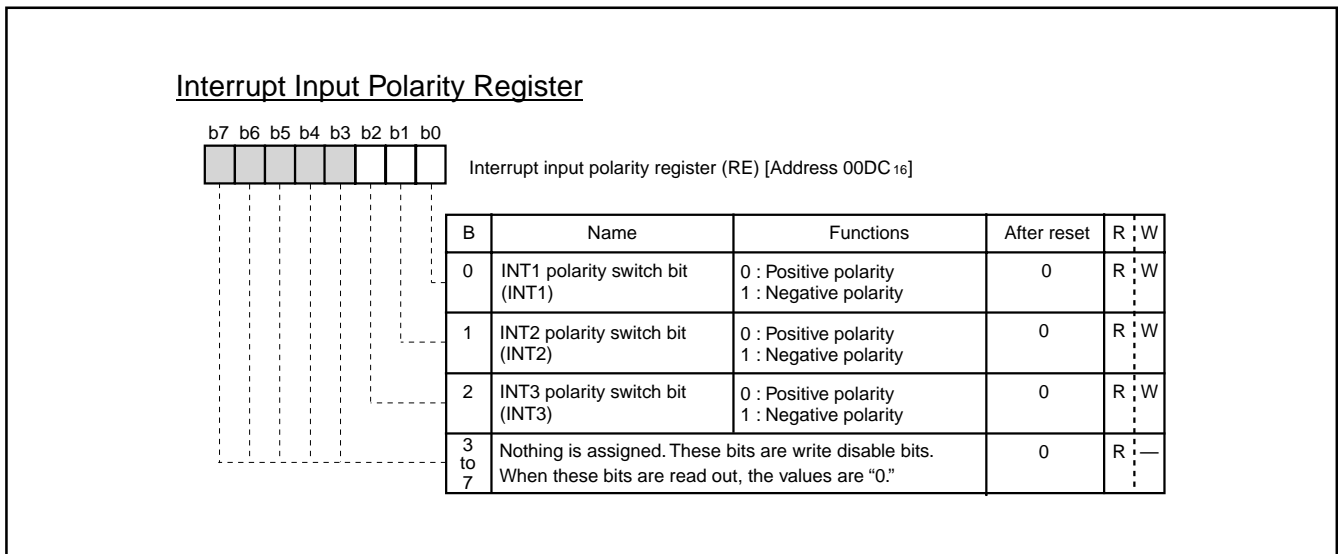 Interrupt Input Polarity Register
b7 b6 b5 b4 b3 b2 b1 b0
Interrupt input polarity register (RE) [Address 00DC 16]
B Name Functions After reset R W
0 INT1 polarity switch bit (INT1) 0 : Positive polarity 1 : Negative polarity 0 R W
1 INT2 polarity switch bit (INT2) 0 : Positive polarity 1 : Negative polarity 0 R W
2 INT3 polarity switch bit (INT3) 0 : Positive polarity 1 : Negative polarity 0 R W
3 to 7 Nothing is assigned. These bits are write disable bits. When these bits are read out, the values are “0.” 0 R —